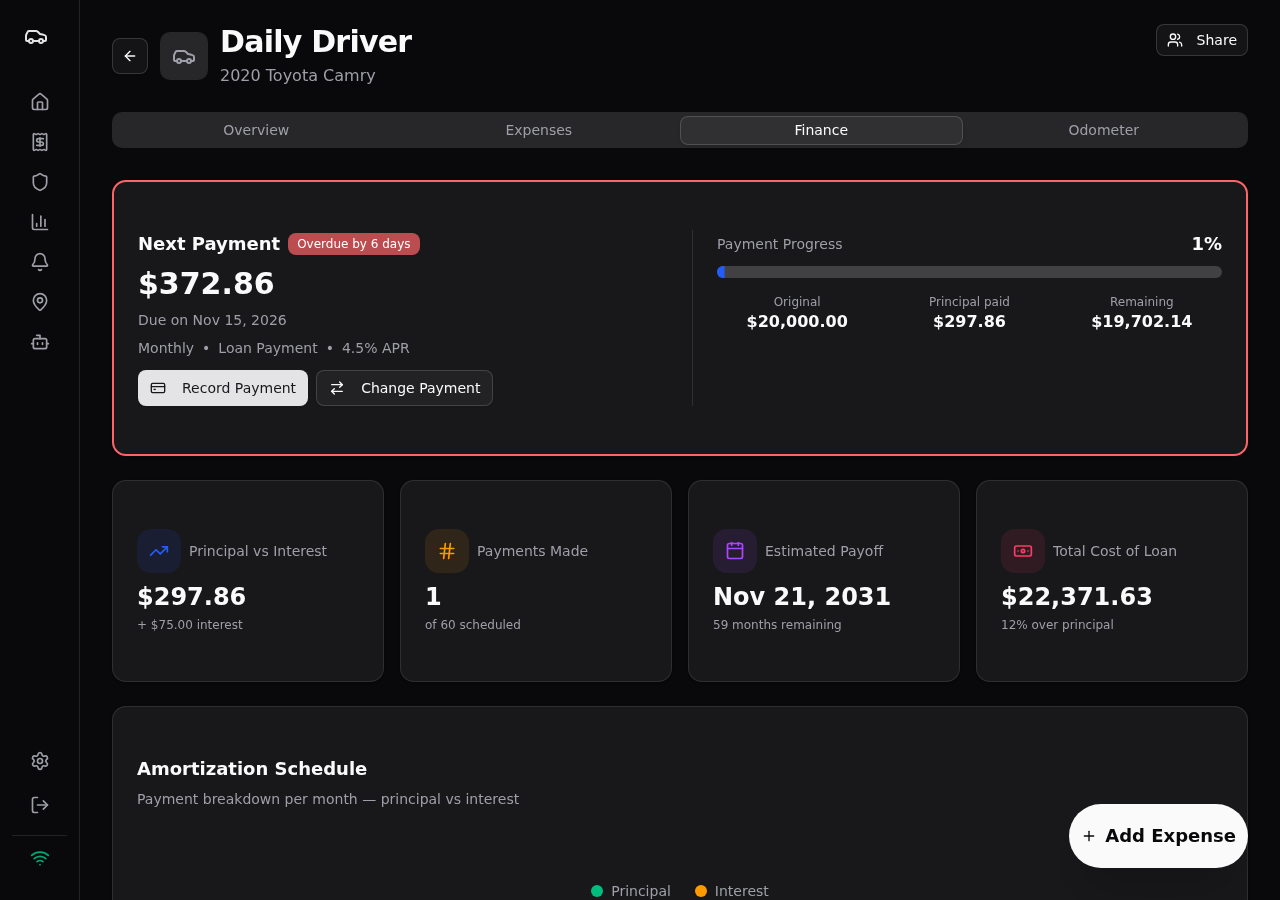 Daily Driver
2020 Toyota Camry
Share
Overview
Expenses
Finance
Odometer
Next Payment
Overdue by 6 days
$372.86
Due on Nov 15, 2026
Monthly • Loan Payment • 4.5% APR
Record Payment
Change Payment
Payment Progress
1%
Original
$20,000.00
Principal paid
$297.86
Remaining
$19,702.14
Principal vs Interest
$297.86
+ $75.00 interest
Payments Made
1
of 60 scheduled
Estimated Payoff
Nov 21, 2031
59 months remaining
Total Cost of Loan
$22,371.63
12% over principal
Amortization Schedule
Payment breakdown per month — principal vs interest
Add Expense
Principal
Interest